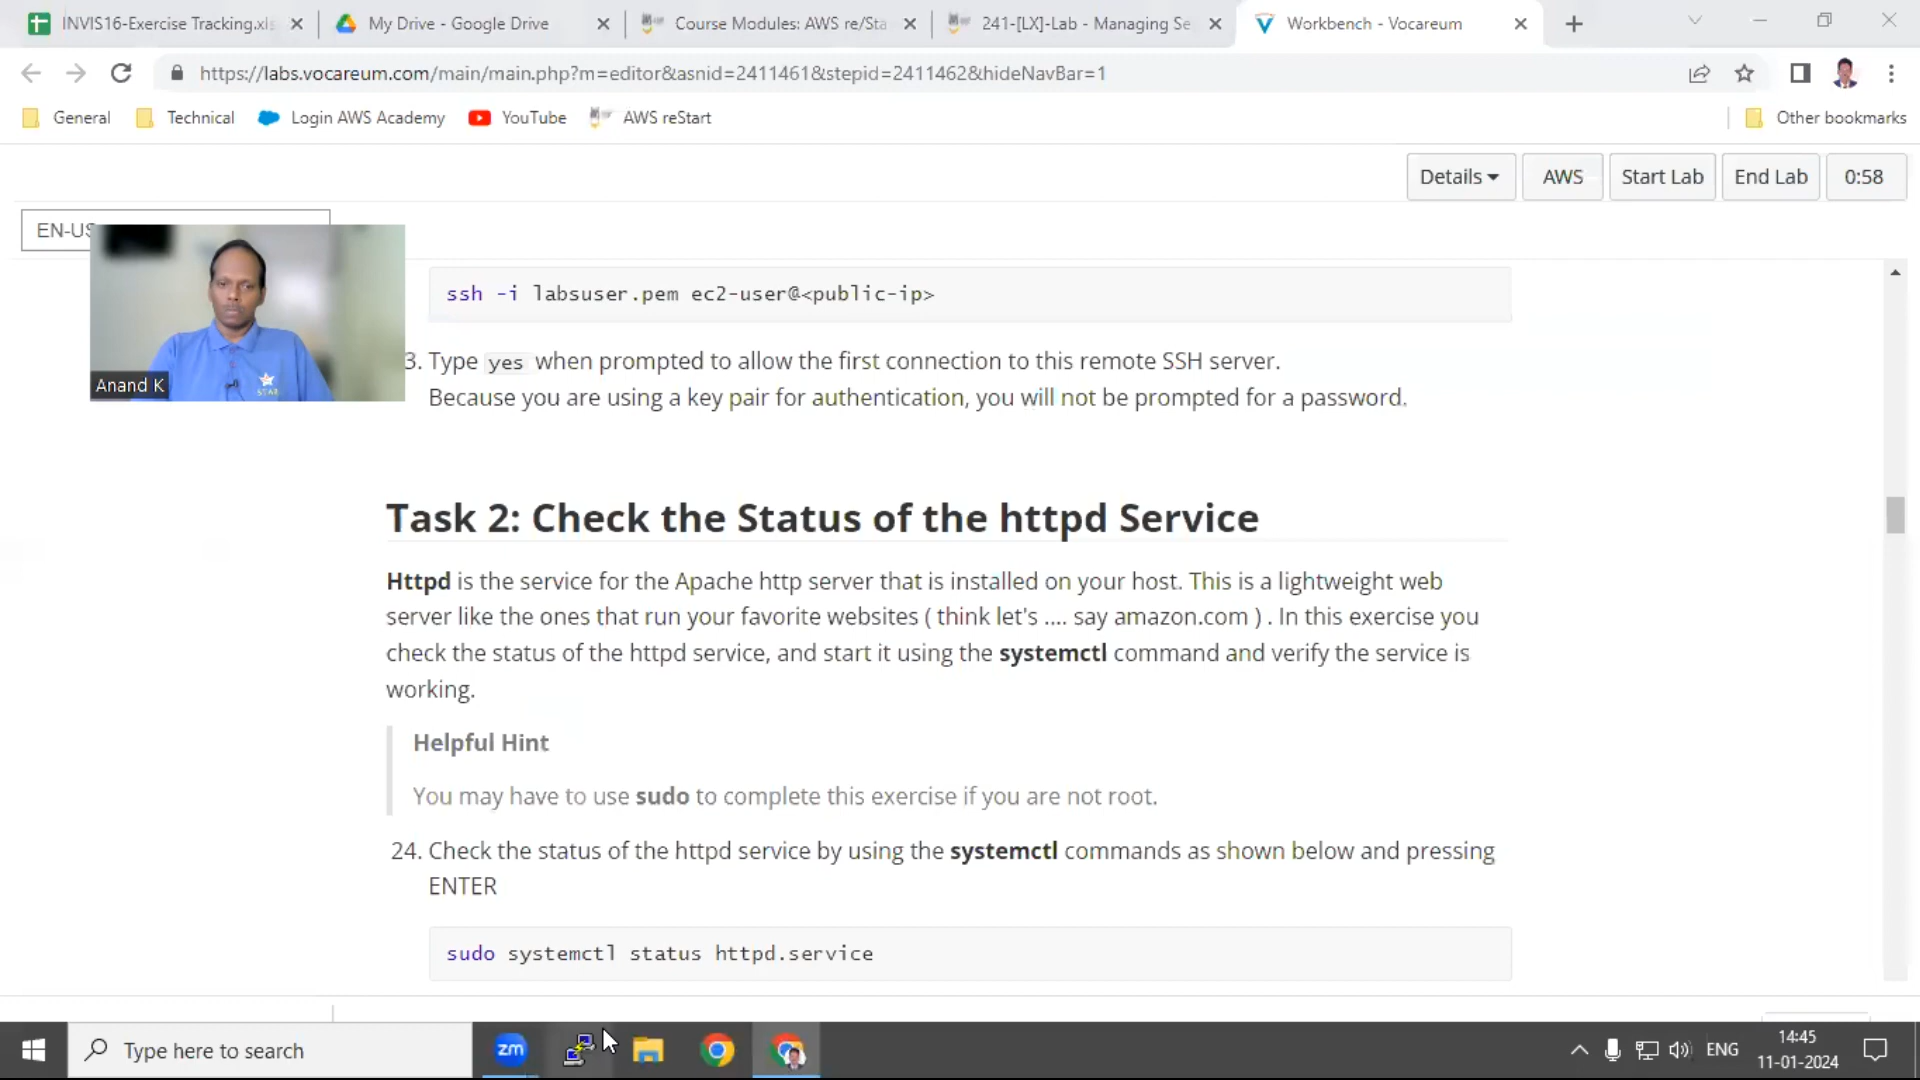 INVIS16-Exercise Tracking.xls
My Drive - Google Drive
Course Modules: AWS re/Sta
241-[LX]-Lab - Managing Se
Workbench - Vocareum
https://labs.vocareum.com/main/main.php?m=editor&asnid=2411461&stepid=2411462&hideNavBar=1
General
Technical
Login AWS Academy
YouTube
AWS reStart
Other bookmarks
Details
AWS
Start Lab
End Lab
0:58
EN-US
Anand K
STAR
ssh -i labsuser.pem ec2-user@<public-ip>
3. Type yes when prompted to allow the first connection to this remote SSH server.
Because you are using a key pair for authentication, you will not be prompted for a password.
Task 2: Check the Status of the httpd Service
Httpd is the service for the Apache http server that is installed on your host. This is a lightweight web
server like the ones that run your favorite websites ( think let's .... say amazon.com ) . In this exercise you
check the status of the httpd service, and start it using the systemctl command and verify the service is
working.
Helpful Hint
You may have to use sudo to complete this exercise if you are not root.
24. Check the status of the httpd service by using the systemctl commands as shown below and pressing
ENTER
sudo systemctl status httpd.service
Type here to search
zm
ENG
14:45
11-01-2024